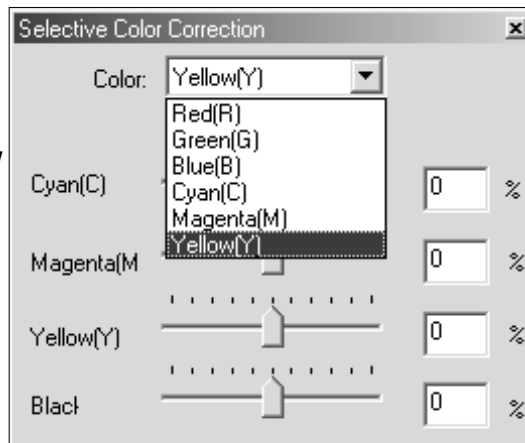 Selective Color Correction
Color: Yellow(Y)
Red(R)
Green(G)
Blue(B)
Cyan(C)
Magenta(M)
Yellow(Y)
Cyan(C) 0 %
Magenta(M 0 %
Yellow(Y) 0 %
Black 0 %